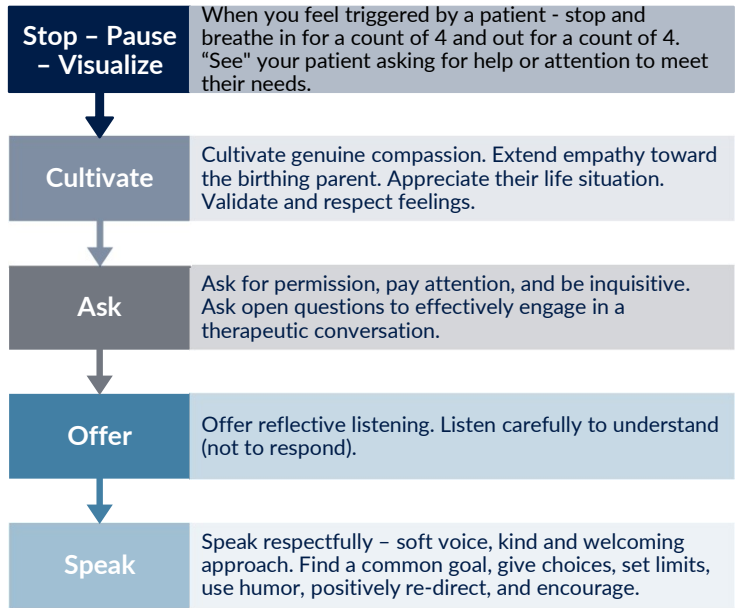 Stop – Pause
– Visualize
When you feel triggered by a patient - stop and
breathe in for a count of 4 and out for a count of 4.
“See" your patient asking for help or attention to meet
their needs.
Cultivate
Cultivate genuine compassion. Extend empathy toward
the birthing parent. Appreciate their life situation.
Validate and respect feelings.
Ask
Ask for permission, pay attention, and be inquisitive.
Ask open questions to effectively engage in a
therapeutic conversation.
Offer
Offer reflective listening. Listen carefully to understand
(not to respond).
Speak
Speak respectfully – soft voice, kind and welcoming
approach. Find a common goal, give choices, set limits,
use humor, positively re-direct, and encourage.